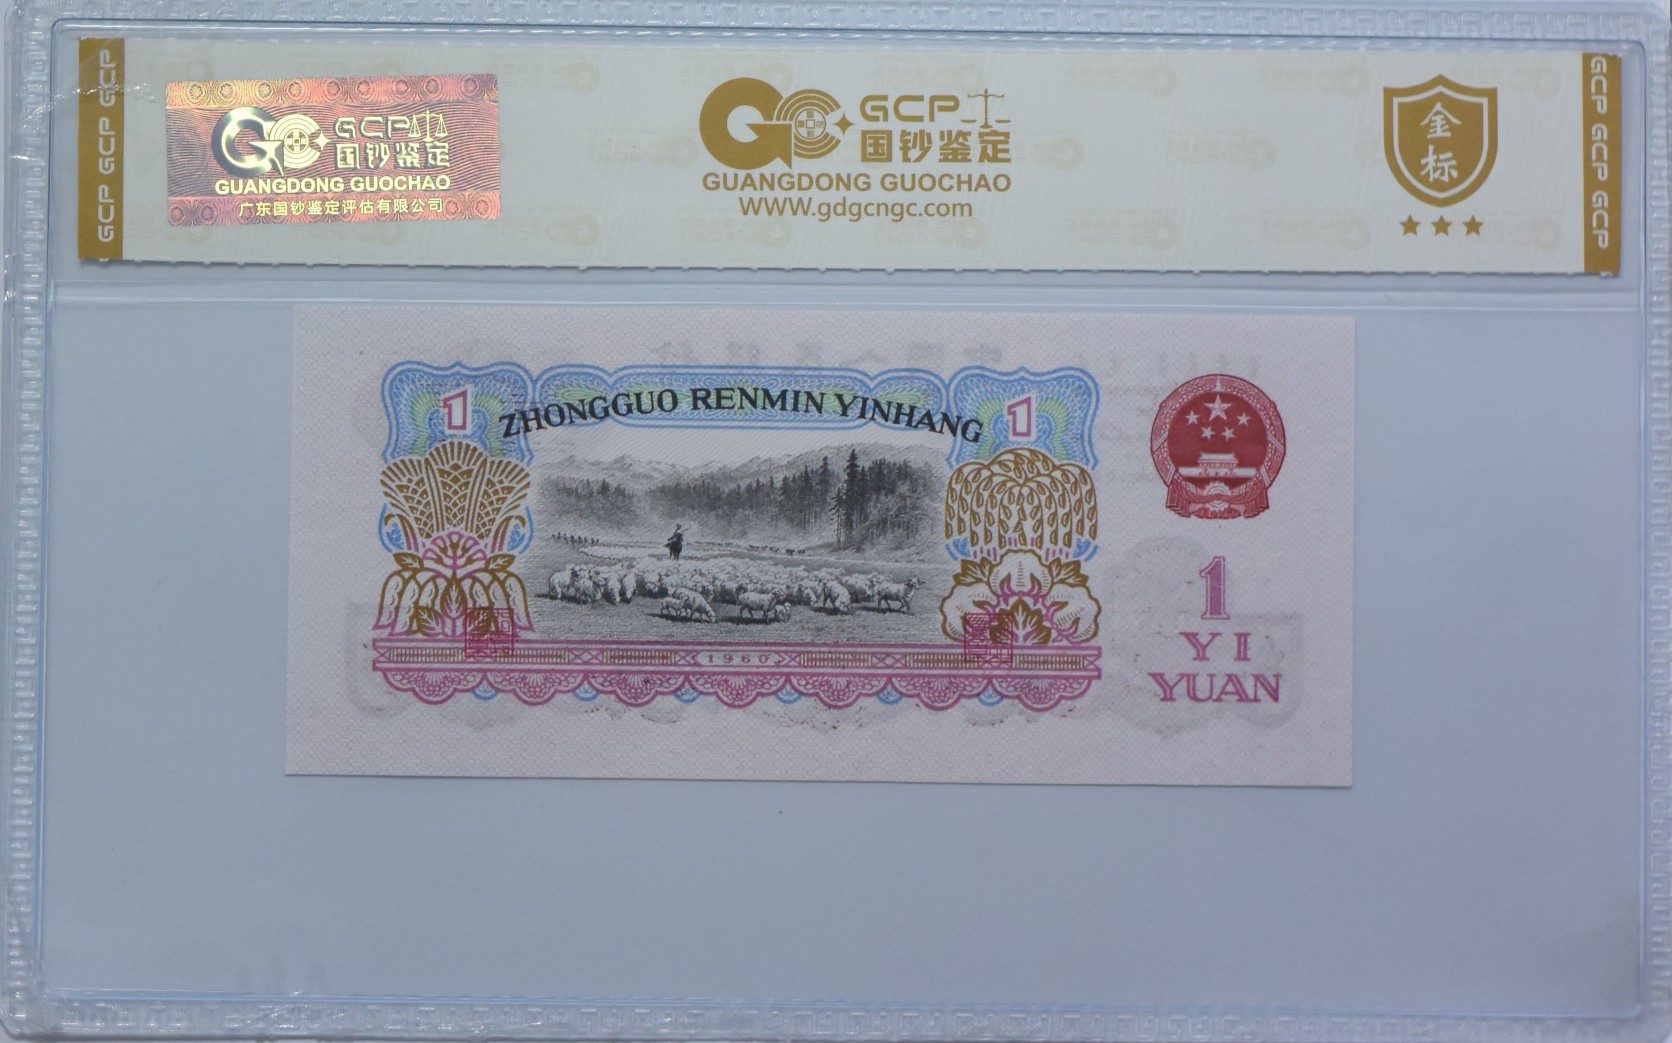 GCP GCP GCP
GCP
国钞鉴定
GUANGDONG GUOCHAO
广东国钞鉴定评估有限公司
GCP
国钞鉴定
GUANGDONG GUOCHAO
WWW.gdgcngc.com
金标
GCP GCP GCP
1
ZHONGGUO RENMIN YINHANG
1
1960
1
YI
YUAN